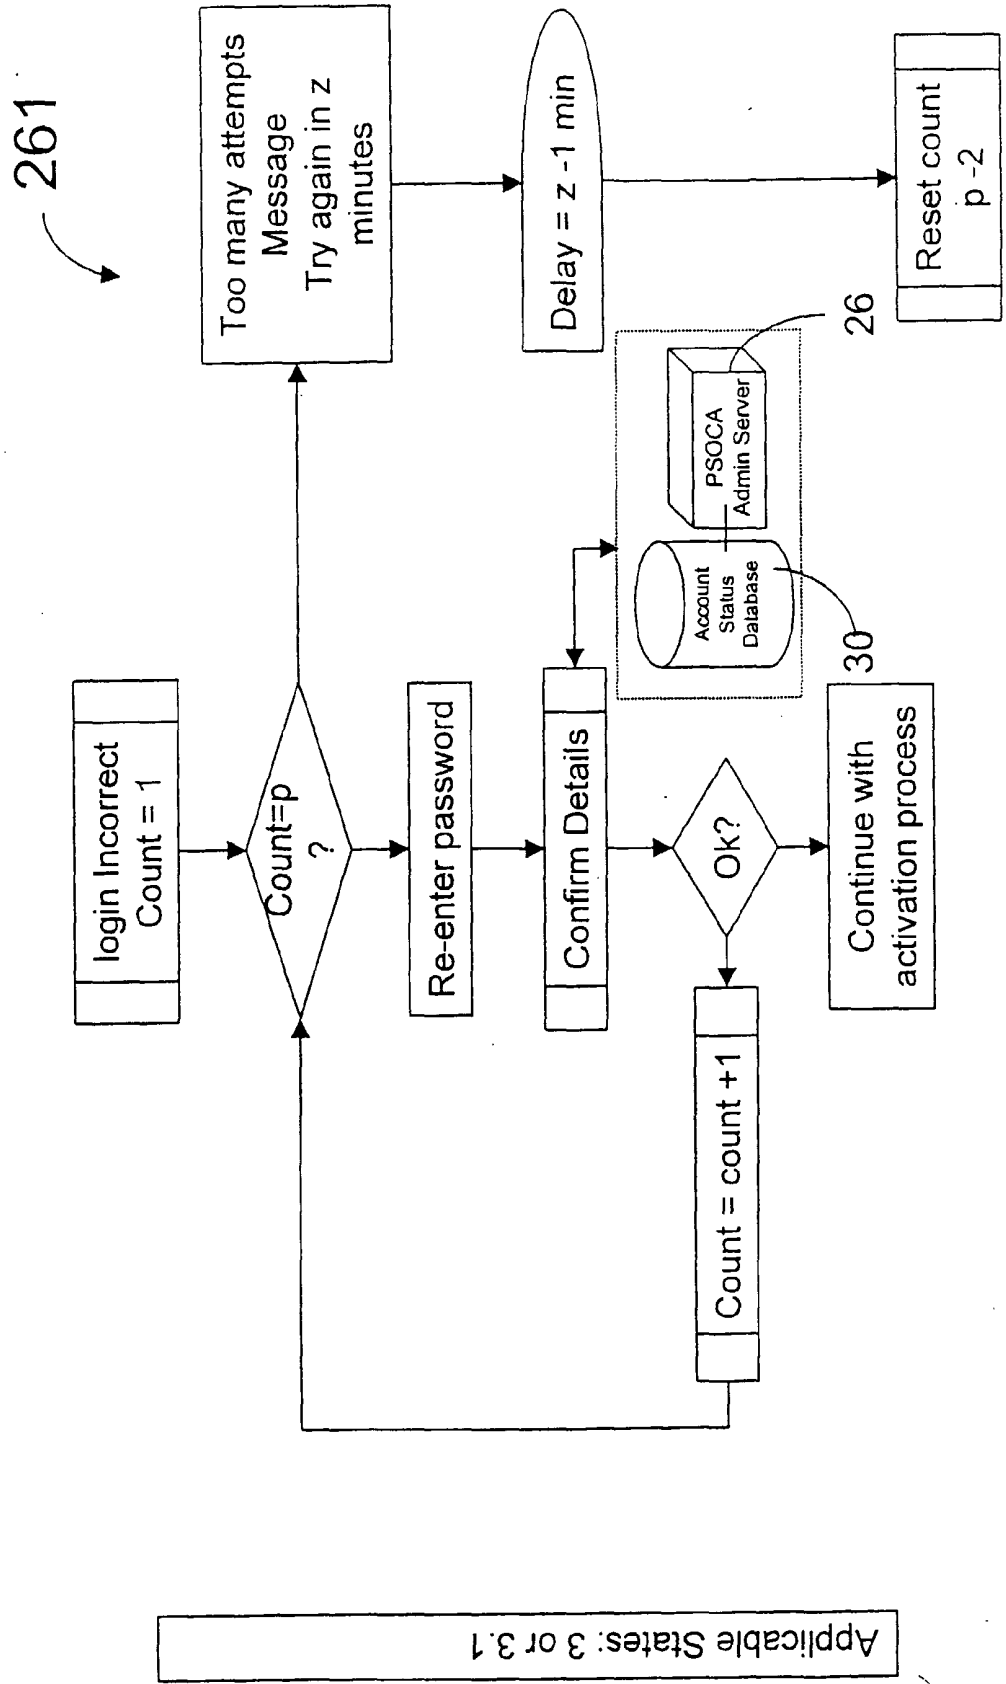 261
login Incorrect
Count = 1
Count=p
?
Too many attempts
Message
Try again in z
minutes
Re-enter password
Delay = z -1 min
Confirm Details
Account
Status
Database
PSOCA
Admin Server
30
26
Ok?
Count = count +1
Continue with
activation process
Reset count
p -2
Applicable States: 3 or 3.1